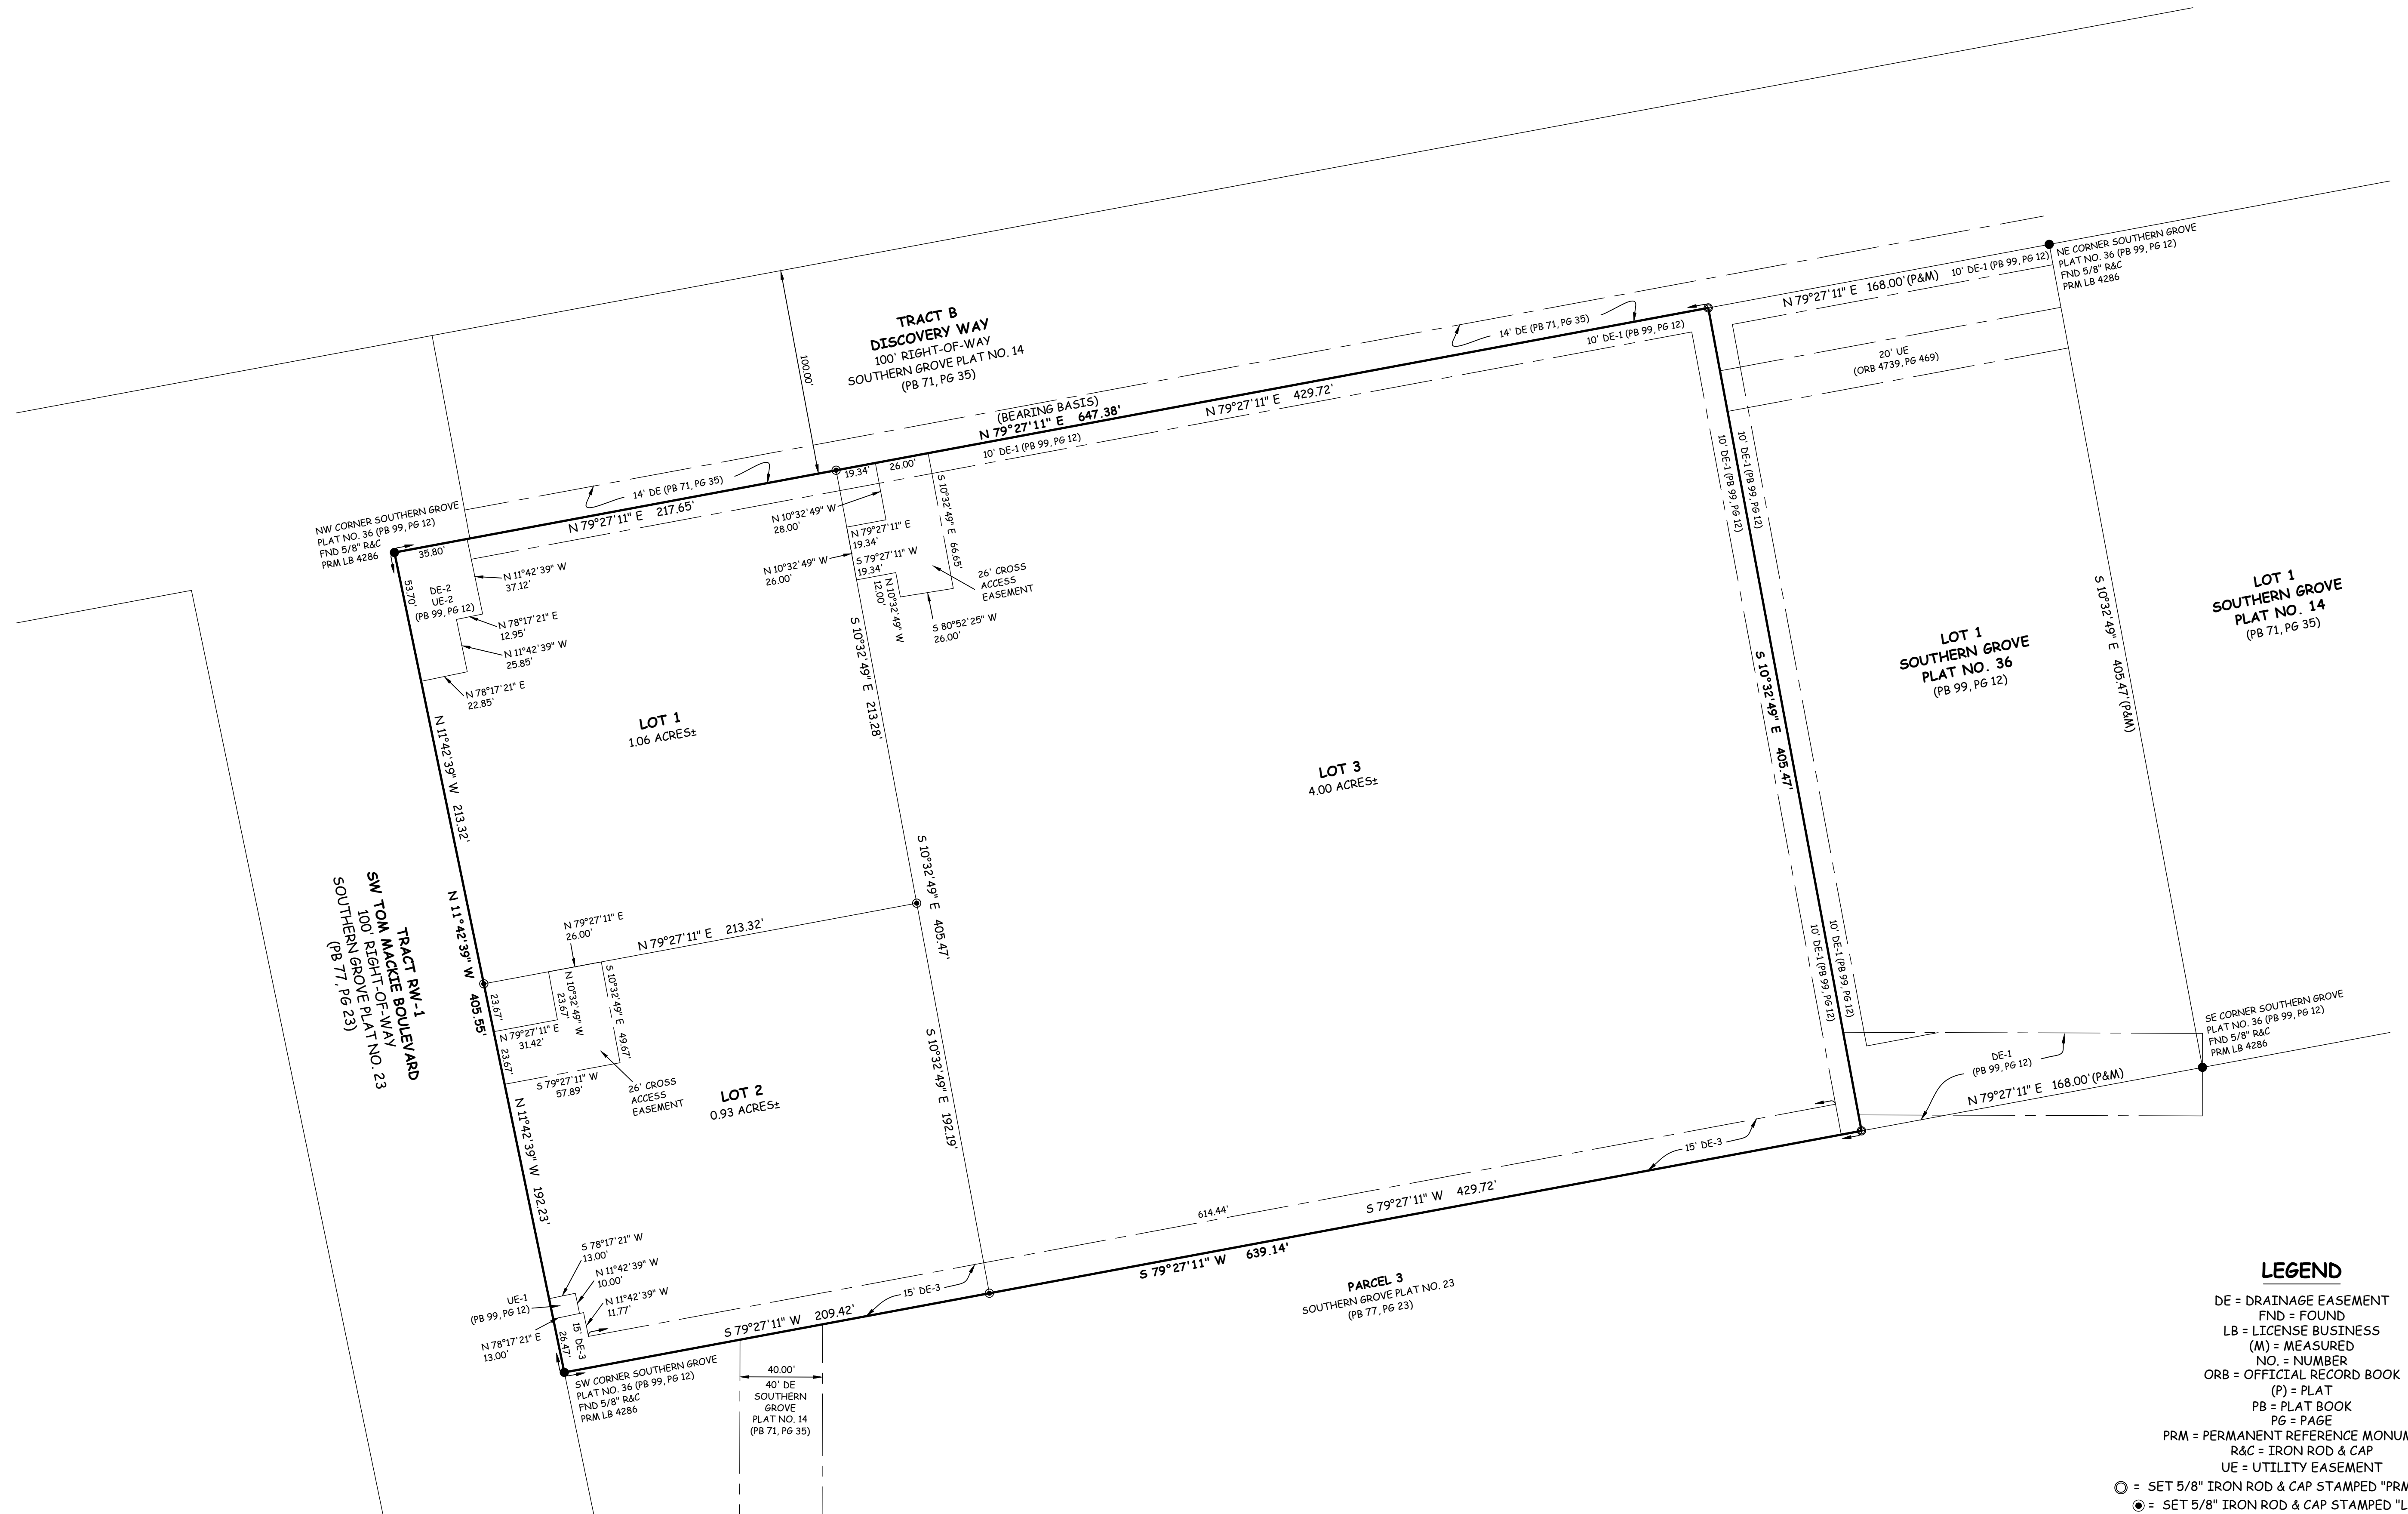 TRACT B
DISCOVERY WAY
100' RIGHT-OF-WAY
SOUTHERN GROVE PLAT NO. 14
(PB 71, PG 35)
100.00'
NE CORNER SOUTHERN GROVE
PLAT NO. 36 (PB 99, PG 12)
FND 5/8" R&C
PRM LB 4286
10' DE-1 (PB 99, PG 12)
N 79°27'11" E 168.00'(P&M)
14' DE (PB 71, PG 35)
10' DE-1 (PB 99, PG 12)
20' UE
(ORB 4739, PG 469)
(BEARING BASIS)
N 79°27'11" E 647.38'
N 79°27'11" E 429.72'
10' DE-1 (PB 99, PG 12)
19.34'
26.00'
14' DE (PB 71, PG 35)
N 79°27'11" E 217.65'
NW CORNER SOUTHERN GROVE
PLAT NO. 36 (PB 99, PG 12)
FND 5/8" R&C
PRM LB 4286
35.80'
53.70'
DE-2
UE-2
(PB 99, PG 12)
N 11°42'39" W
37.12'
N 78°17'21" E
12.95'
N 11°42'39" W
25.85'
N 78°17'21" E
22.85'
N 10°32'49" W
28.00'
N 79°27'11" E
19.34'
N 10°32'49" W
26.00'
S 79°27'11" W
19.34'
N 10°32'49" W
12.00'
S 10°32'49" E 66.65'
26' CROSS
ACCESS
EASEMENT
S 80°52'25" W
26.00'
10' DE-1 (PB 99, PG 12)
10' DE-1 (PB 99, PG 12)
LOT 1
SOUTHERN GROVE
PLAT NO. 14
(PB 71, PG 35)
LOT 1
SOUTHERN GROVE
PLAT NO. 36
(PB 99, PG 12)
S 10°32'49" E 405.47'(P&M)
S 10°32'49" E 405.47'
LOT 1
1.06 ACRES±
S 10°32'49" E 213.28'
LOT 3
4.00 ACRES±
N 11°42'39" W 213.32'
N 11°42'39" W 405.55'
S 10°32'49" E 405.47'
TRACT RW-1
SW TOM MACKIE BOULEVARD
100' RIGHT-OF-WAY
SOUTHERN GROVE PLAT NO. 23
(PB 77, PG 23)
N 79°27'11" E
26.00'
N 79°27'11" E 213.32'
23.67'
N 10°32'49" W
23.67'
S 10°32'49" E 49.67'
N 79°27'11" E
31.42'
23.67'
S 79°27'11" W
57.89'
26' CROSS
ACCESS
EASEMENT
LOT 2
0.93 ACRES±
S 10°32'49" E 192.19'
N 11°42'39" W 192.23'
10' DE-1 (PB 99, PG 12)
10' DE-1 (PB 99, PG 12)
SE CORNER SOUTHERN GROVE
PLAT NO. 36 (PB 99, PG 12)
FND 5/8" R&C
PRM LB 4286
DE-1
(PB 99, PG 12)
N 79°27'11" E 168.00'(P&M)
15' DE-3
S 79°27'11" W 429.72'
614.44'
S 79°27'11" W 639.14'
PARCEL 3
SOUTHERN GROVE PLAT NO. 23
(PB 77, PG 23)
S 78°17'21" W
13.00'
N 11°42'39" W
10.00'
N 11°42'39" W
11.77'
UE-1
(PB 99, PG 12)
N 78°17'21" E
13.00'
26.47'
15' DE-3
15' DE-3
S 79°27'11" W 209.42'
SW CORNER SOUTHERN GROVE
PLAT NO. 36 (PB 99, PG 12)
FND 5/8" R&C
PRM LB 4286
40.00'
40' DE
SOUTHERN
GROVE
PLAT NO. 14
(PB 71, PG 35)
LEGEND
DE = DRAINAGE EASEMENT
FND = FOUND
LB = LICENSE BUSINESS
(M) = MEASURED
NO. = NUMBER
ORB = OFFICIAL RECORD BOOK
(P) = PLAT
PB = PLAT BOOK
PG = PAGE
PRM = PERMANENT REFERENCE MONUM
R&C = IRON ROD & CAP
UE = UTILITY EASEMENT
= SET 5/8" IRON ROD & CAP STAMPED "PRM
= SET 5/8" IRON ROD & CAP STAMPED "L